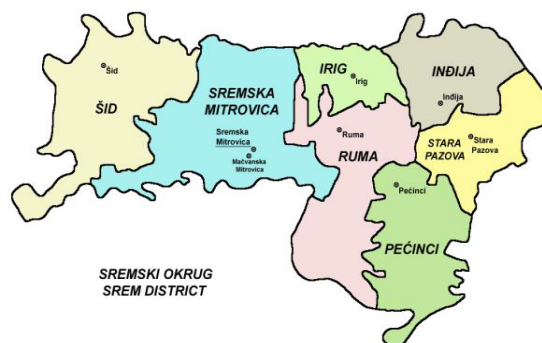 Šid
ŠID
SREMSKA
MITROVICA
Sremska
Mitrovica
Mačvanska
Mitrovica
IRIG
Irig
Ruma
RUMA
INĐIJA
Inđija
Stara
Pazova
STARA
PAZOVA
Pećinci
PEĆINCI
SREMSKI OKRUG
SREM DISTRICT